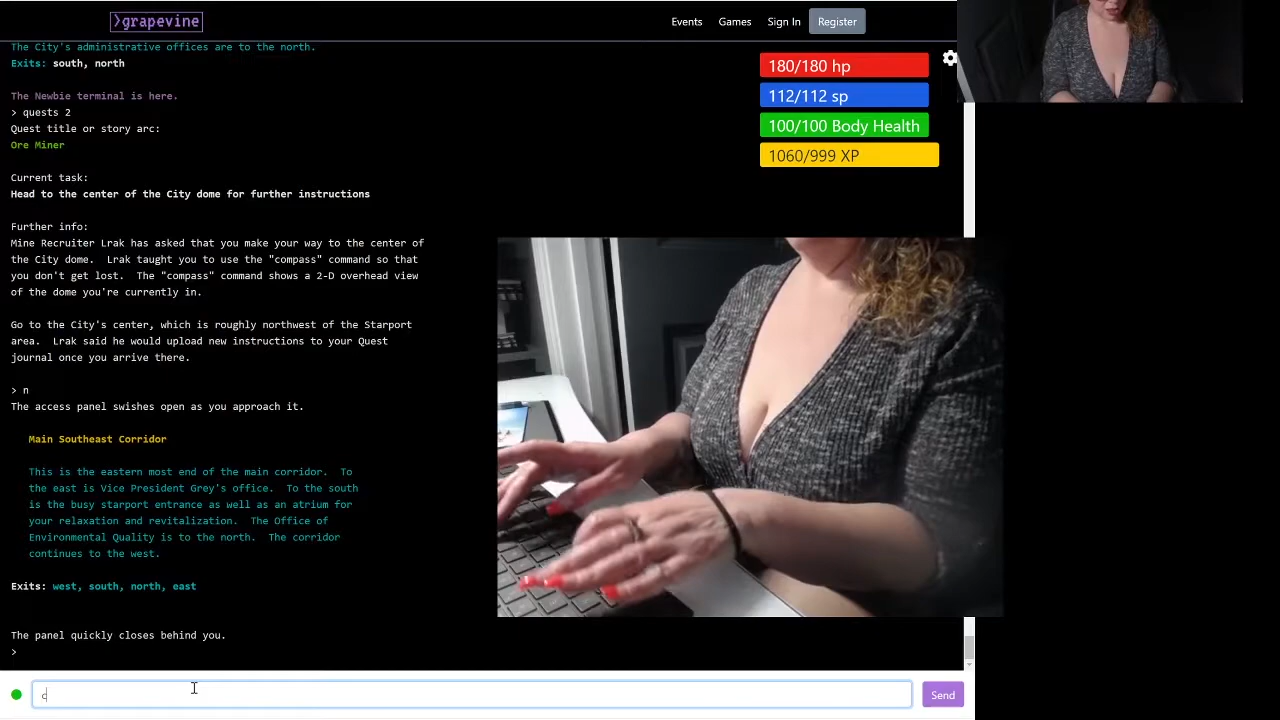 >grapevine
Events Games Sign In Register
The City's administrative offices are to the north.
Exits: south, north
The Newbie terminal is here.
> quests 2
Quest title or story arc:
Ore Miner
Current task:
Head to the center of the City dome for further instructions
Further info:
Mine Recruiter Lrak has asked that you make your way to the center of
the City dome.  Lrak taught you to use the "compass" command so that
you don't get lost.  The "compass" command shows a 2-D overhead view
of the dome you're currently in.
Go to the City's center, which is roughly northwest of the Starport
area.  Lrak said he would upload new instructions to your Quest
journal once you arrive there.
> n
The access panel swishes open as you approach it.
Main Southeast Corridor
This is the eastern most end of the main corridor.  To
the east is Vice President Grey's office.  To the south
is the busy starport entrance as well as an atrium for
your relaxation and revitalization.  The Office of
Environmental Quality is to the north.  The corridor
continues to the west.
Exits: west, south, north, east
The panel quickly closes behind you.
>
180/180 hp
112/112 sp
100/100 Body Health
1060/999 XP
c
Send